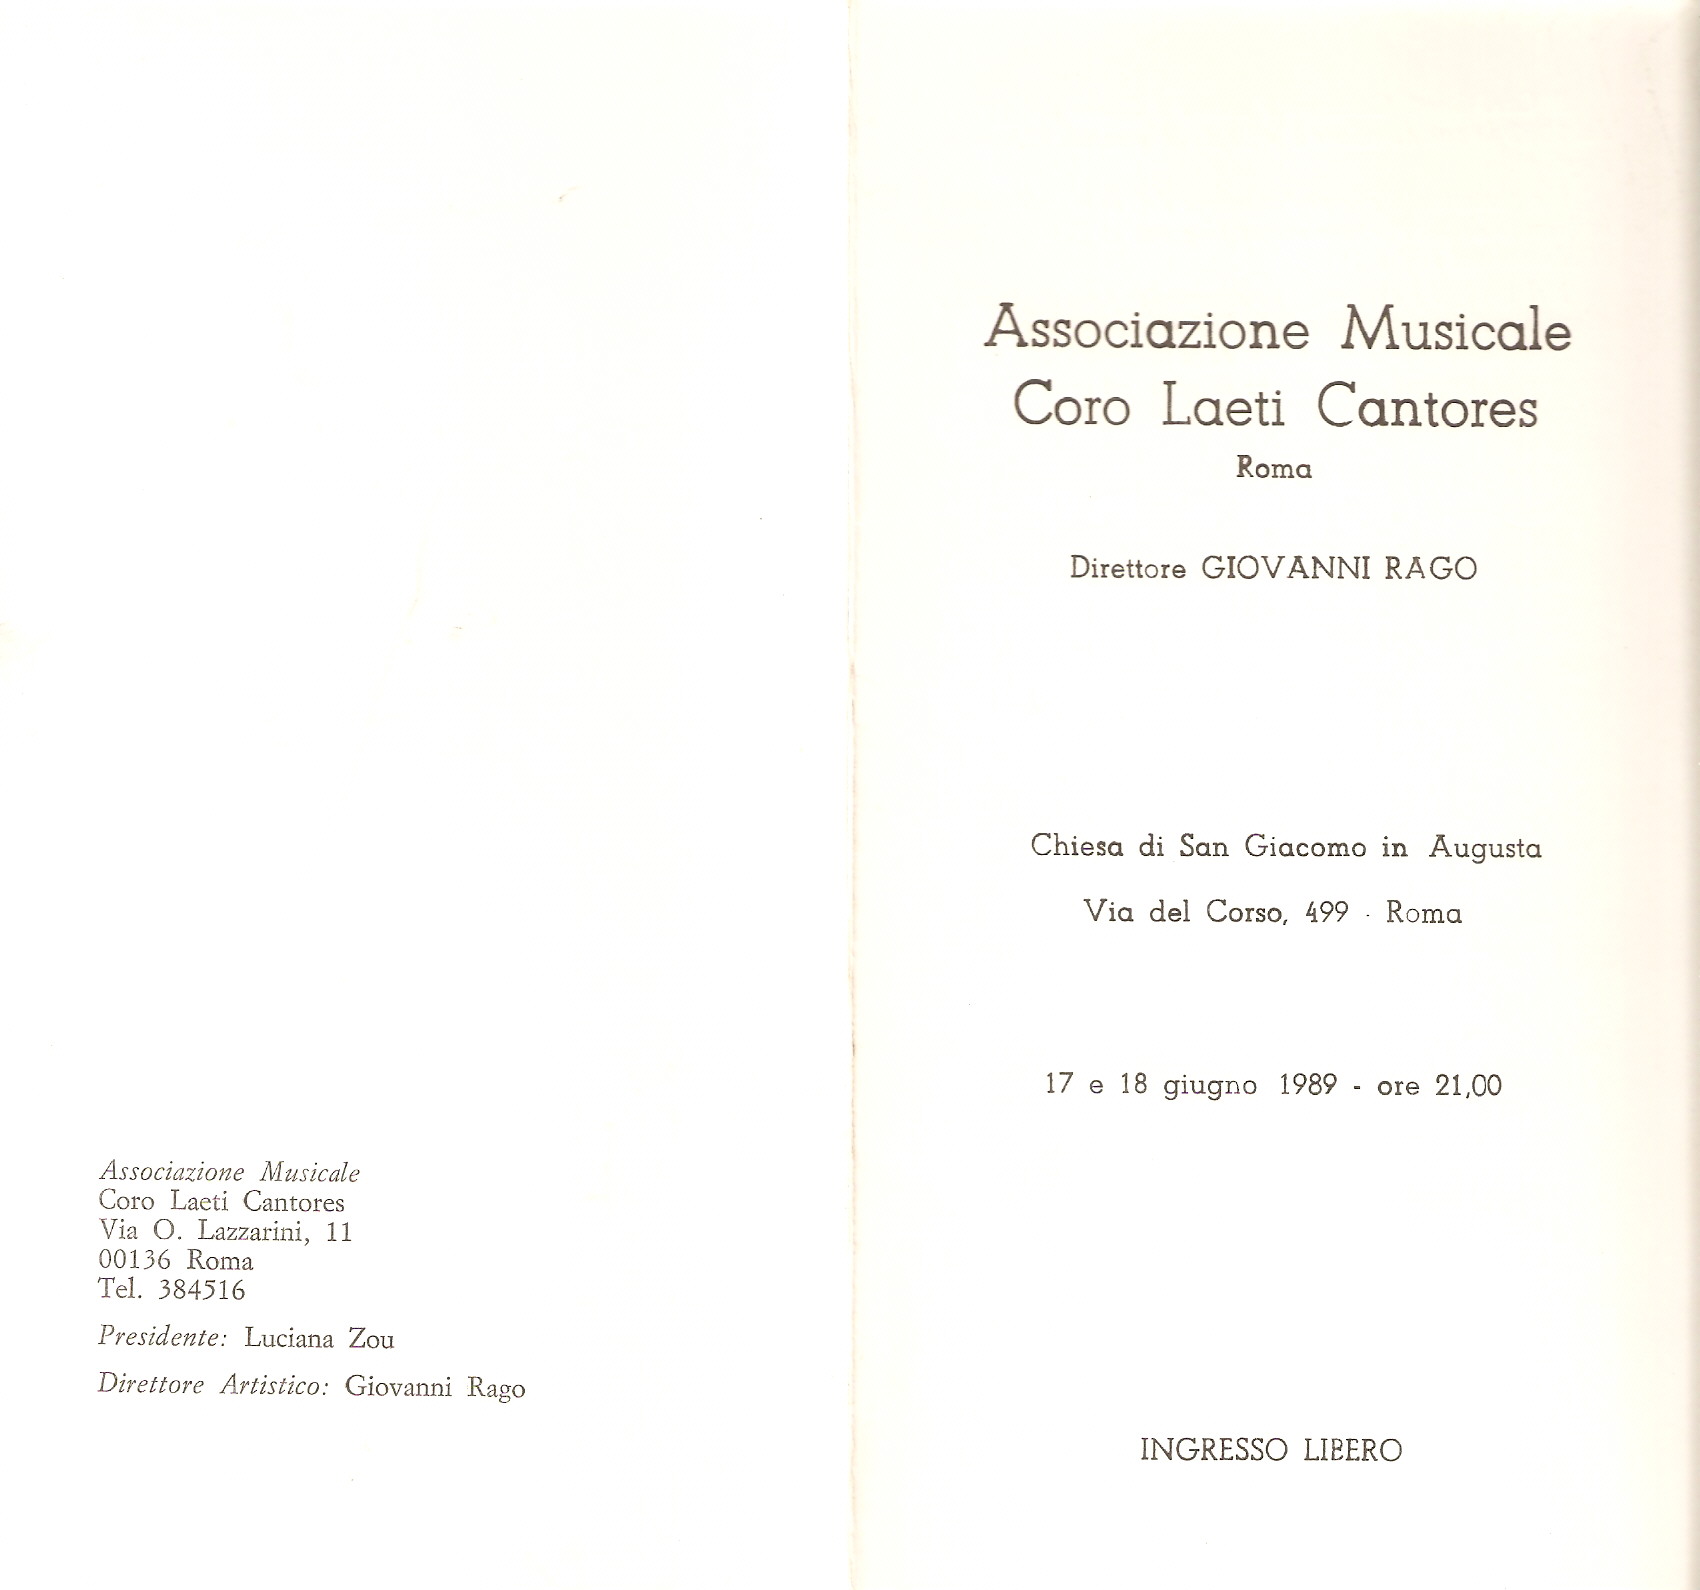 Associazione Musicale
Coro Laeti Cantores
Via O. Lazzarini, 11
00136 Roma
Tel. 384516
Presidente: Luciana Zou
Direttore Artistico: Giovanni Rago
Associazione Musicale
Coro Laeti Cantores
Roma
Direttore GIOVANNI RAGO
Chiesa di San Giacomo in Augusta
Via del Corso, 499 - Roma
17 e 18 giugno 1989 - ore 21,00
INGRESSO LIBERO